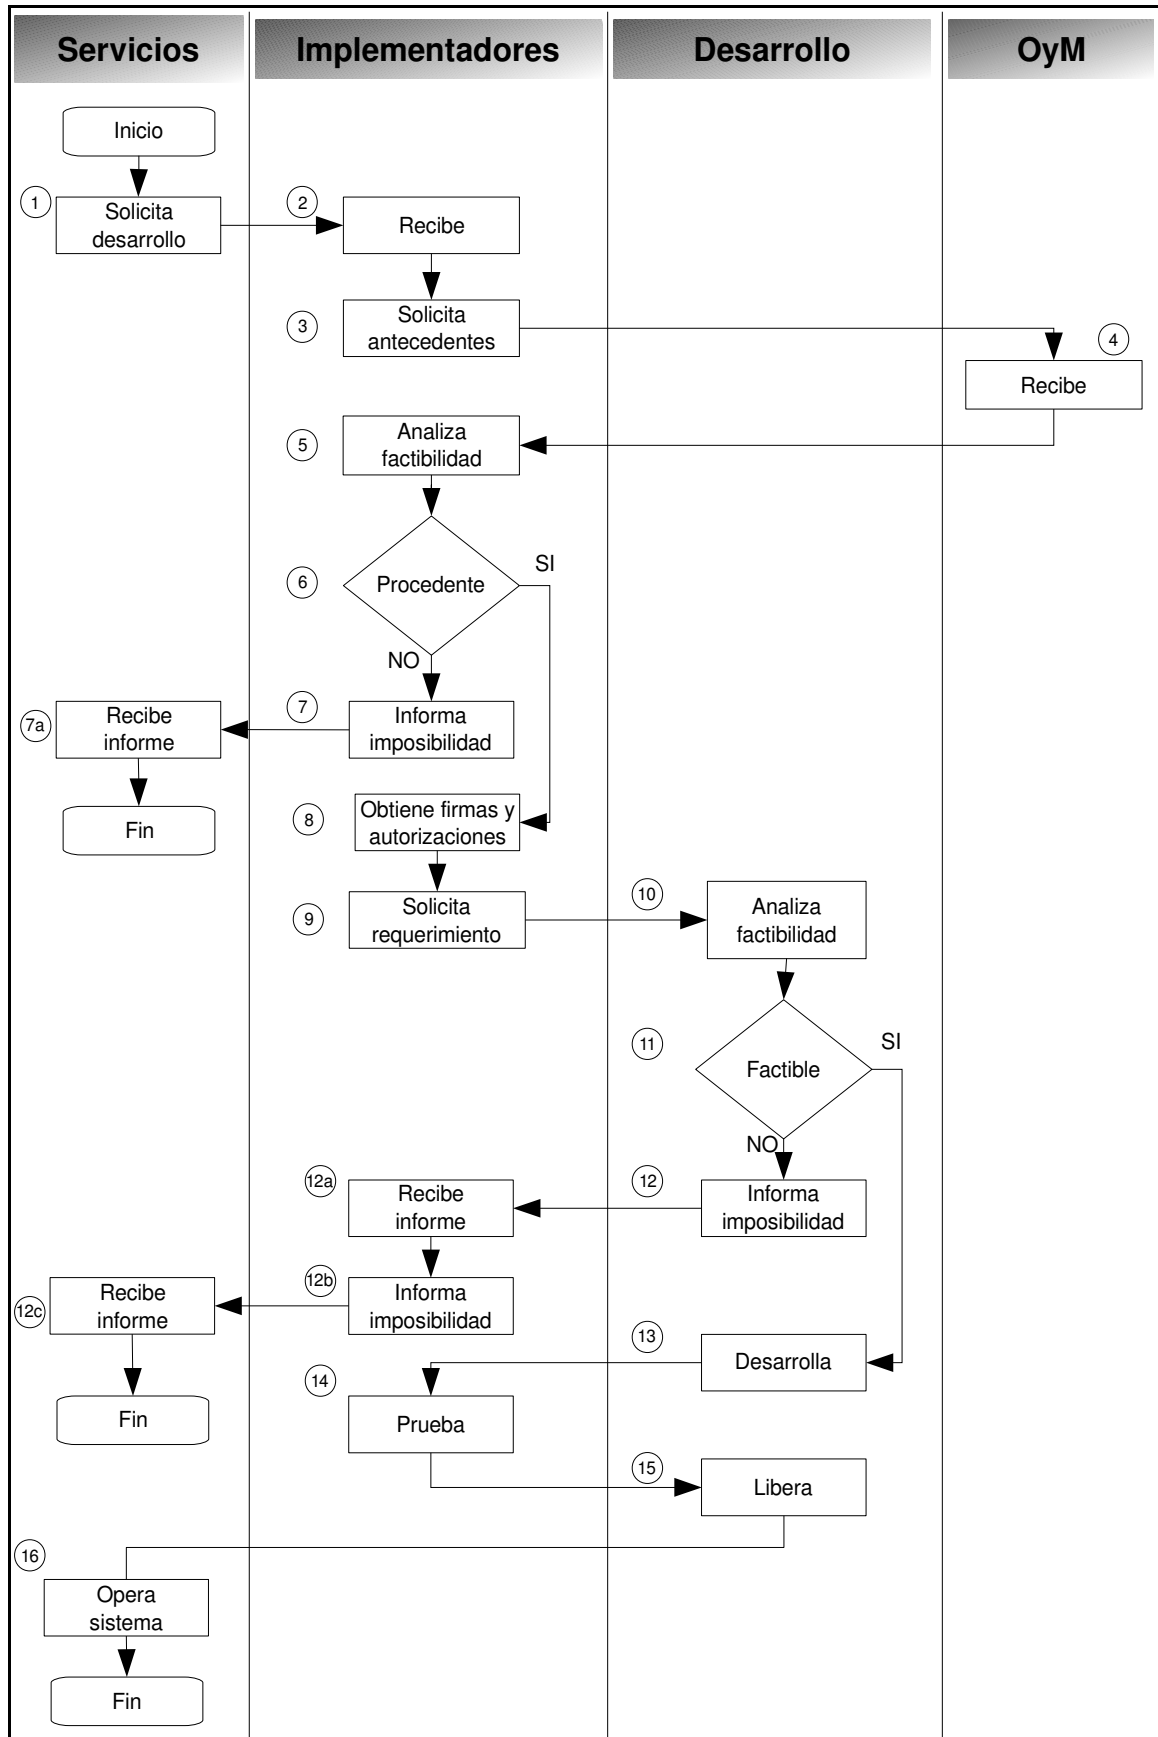 Servicios
Implementadores
Desarrollo
OyM
Inicio
1
Solicita
desarrollo
2
Recibe
3
Solicita
antecedentes
4
Recibe
5
Analiza
factibilidad
6
Procedente
SI
NO
7
Informa
imposibilidad
7a
Recibe
informe
Fin
8
Obtiene firmas y
autorizaciones
9
Solicita
requerimiento
10
Analiza
factibilidad
11
Factible
SI
NO
12
Informa
imposibilidad
12a
Recibe
informe
12b
Informa
imposibilidad
12c
Recibe
informe
Fin
13
Desarrolla
14
Prueba
15
Libera
16
Opera
sistema
Fin